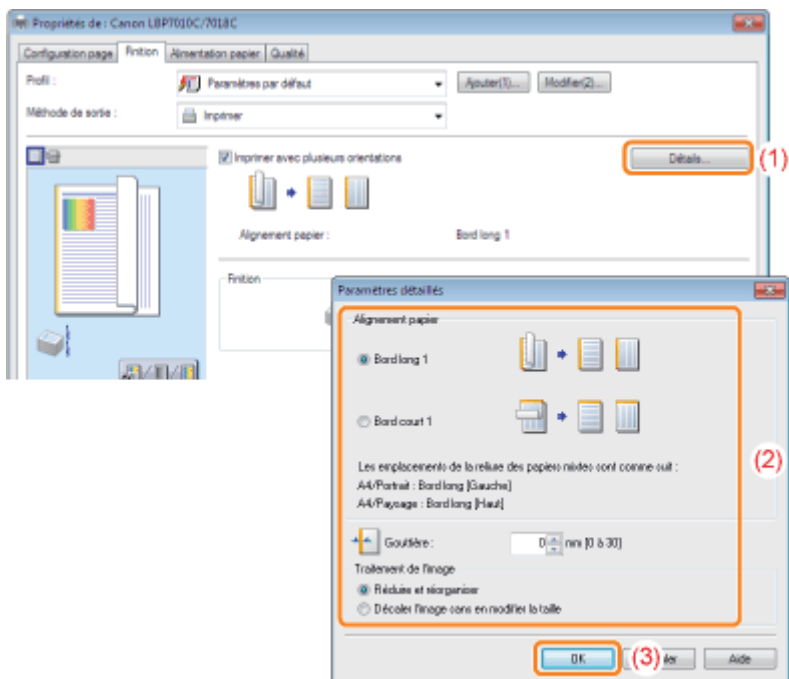 Propriétés de : Canon LBP7010C/7018C
Configuration page Finition Alimentation papier Qualité
Profil : Paramètres par défaut Ajouter(1)... Modifier(2)...
Méthode de sortie : Imprimer
Imprimer avec plusieurs orientations Détails... (1)
Alignement papier : Bord long 1
Finition
Paramètres détaillés
Alignement papier
Bord long 1
Bord court 1
(2)
Les emplacements de la reliure des papiers mixtes sont comme suit :
A4/Portrait : Bord long [Gauche]
A4/Paysage : Bord long [Haut]
Gouttière : 0 mm [0 à 30]
Traitement de l'image
Réduire et réorganiser
Décaler l'image sans en modifier la taille
OK (3) ler Aide